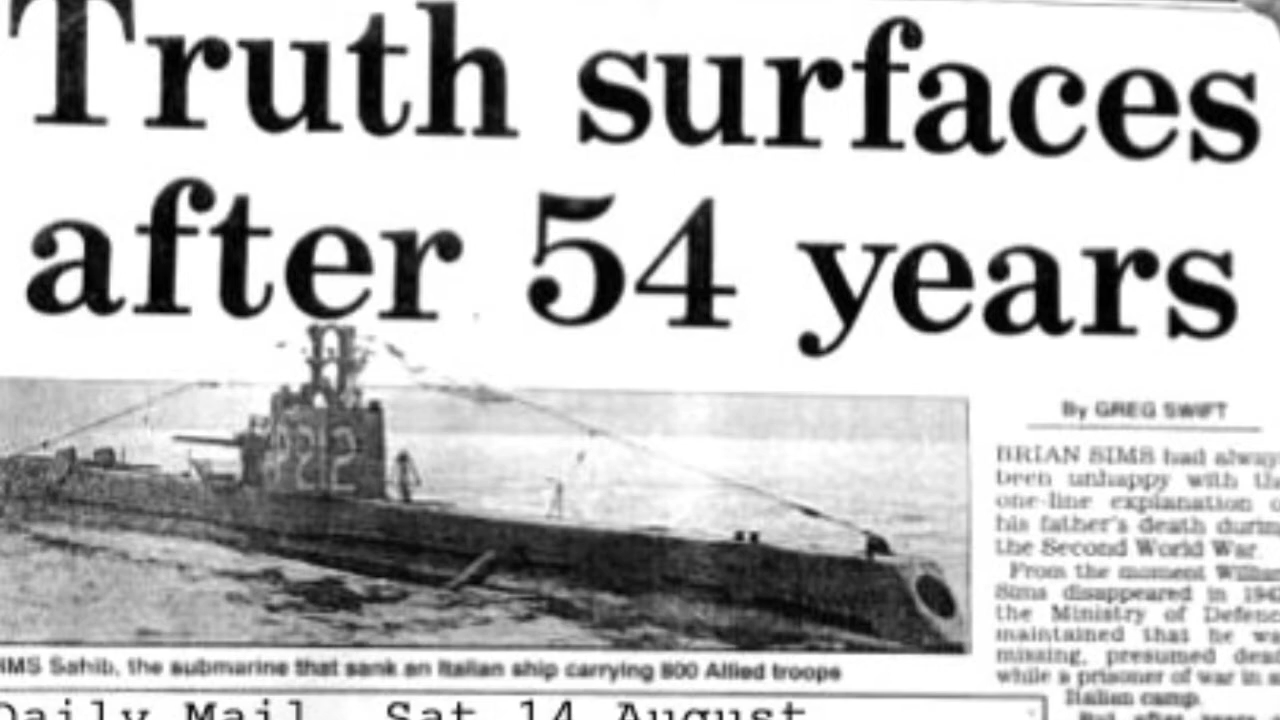 Truth surfaces
after 54 years
By GREG SWIFT
BRIAN SIMS had
been unhappy with
one-line explanation
his father's death
the Second World War.
From the moment
Sims disappeared in
the Ministry of
maintained that he
missing, presumed
while a prisoner of war in
Italian camp.
HMS Sahib, the submarine that sank an Italian ship carrying 800 Allied troops
Daily Mail, Sat 14 August